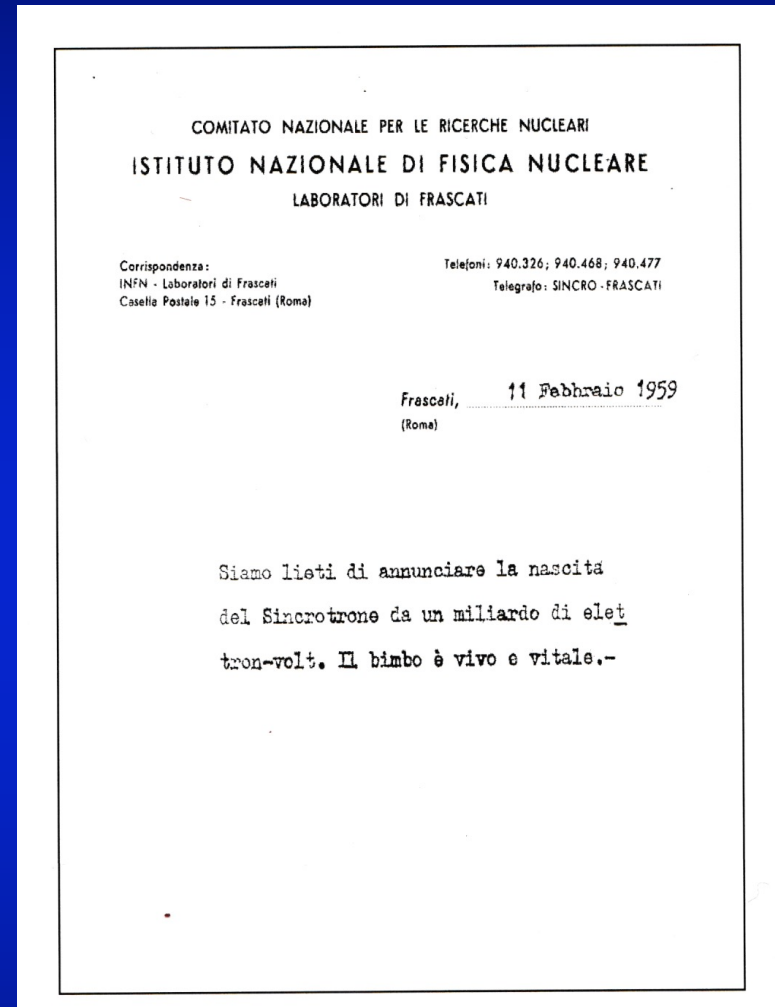 COMITATO NAZIONALE PER LE RICERCHE NUCLEARI
ISTITUTO NAZIONALE DI FISICA NUCLEARE
LABORATORI DI FRASCATI
Corrispondenza:
INFN - Laboratori di Frascati
Casella Postale 15 - Frascati (Roma)
Telefoni: 940.326; 940.468; 940.477
Telegrafo: SINCRO - FRASCATI
Frascati, 11 Febbraio 1959
(Roma)
Siamo lieti di annunciare la nascita
del Sincrotrone da un miliardo di elet
tron-volt. Il bimbo è vivo e vitale.-